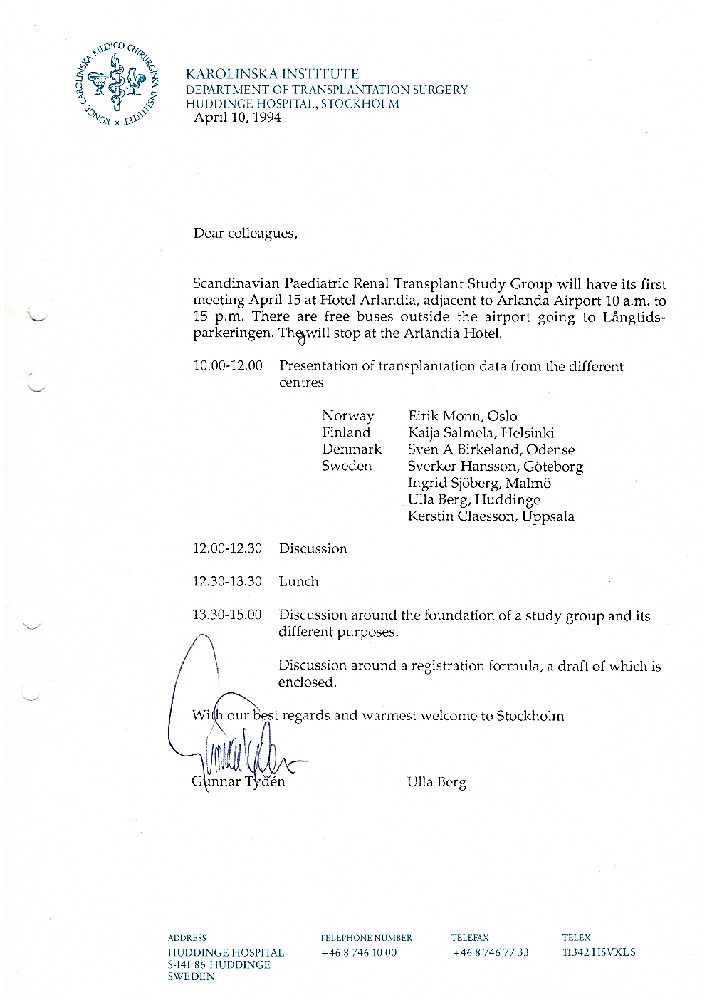 KONGL CAROLINSKA MEDICO CHIRURGISKA INSTITUTET *
KAROLINSKA INSTITUTE
DEPARTMENT OF TRANSPLANTATION SURGERY
HUDDINGE HOSPITAL, STOCKHOLM
April 10, 1994
Dear colleagues,
Scandinavian Paediatric Renal Transplant Study Group will have its first
meeting April 15 at Hotel Arlandia, adjacent to Arlanda Airport 10 a.m. to
15 p.m. There are free buses outside the airport going to Långtids-
parkeringen. They will stop at the Arlandia Hotel.
10.00-12.00 Presentation of transplantation data from the different
centres
Norway Eirik Monn, Oslo
Finland Kaija Salmela, Helsinki
Denmark Sven A Birkeland, Odense
Sweden Sverker Hansson, Göteborg
Ingrid Sjöberg, Malmö
Ulla Berg, Huddinge
Kerstin Claesson, Uppsala
12.00-12.30 Discussion
12.30-13.30 Lunch
13.30-15.00 Discussion around the foundation of a study group and its
different purposes.
Discussion around a registration formula, a draft of which is
enclosed.
With our best regards and warmest welcome to Stockholm
Gunnar Tydén Ulla Berg
ADDRESS TELEPHONE NUMBER TELEFAX TELEX
HUDDINGE HOSPITAL +46 8 746 10 00 +46 8 746 77 33 11342 HSVXLS
S-141 86 HUDDINGE
SWEDEN